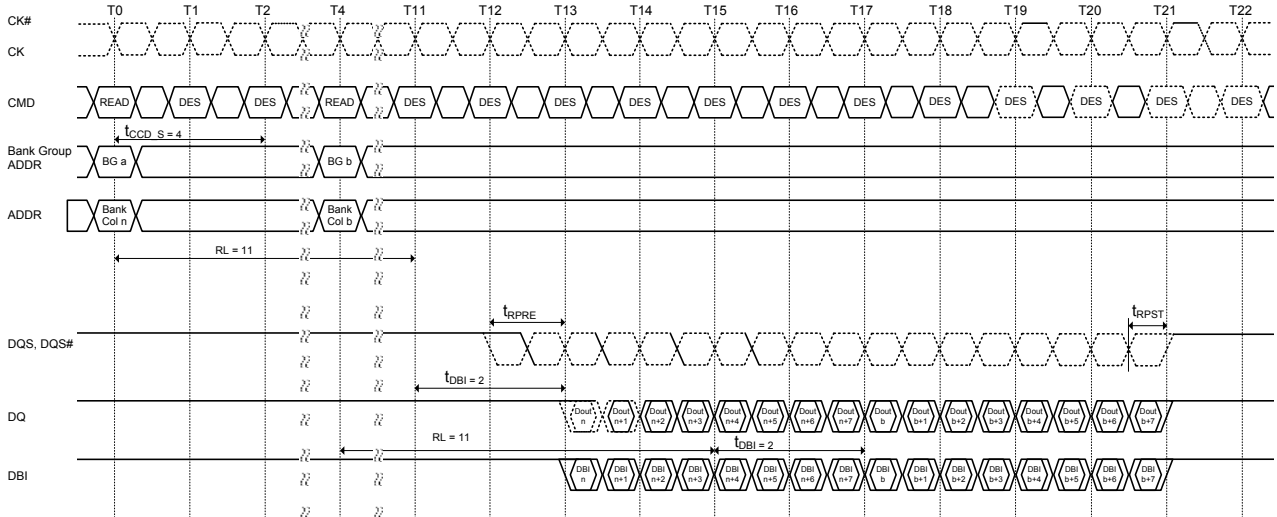 T0 T1 T2 T4 T11 T12 T13 T14 T15 T16 T17 T18 T19 T20 T21 T22
CK#
CK
CMD READ DES DES READ DES DES DES DES DES DES DES DES DES DES DES DES
tCCD_S = 4
Bank Group
ADDR
BG a BG b
ADDR
Bank
Col n
Bank
Col b
RL = 11
tRPRE tRPST
DQS, DQS#
tDBI = 2
DQ
Dout
n
Dout
n+1
Dout
n+2
Dout
n+3
Dout
n+4
Dout
n+5
Dout
n+6
Dout
n+7
Dout
b
Dout
b+1
Dout
b+2
Dout
b+3
Dout
b+4
Dout
b+5
Dout
b+6
Dout
b+7
RL = 11 tDBI = 2
DBI
DBI
n
DBI
n+1
DBI
n+2
DBI
n+3
DBI
n+4
DBI
n+5
DBI
n+6
DBI
n+7
DBI
b
DBI
b+1
DBI
b+2
DBI
b+3
DBI
b+4
DBI
b+5
DBI
b+6
DBI
b+7